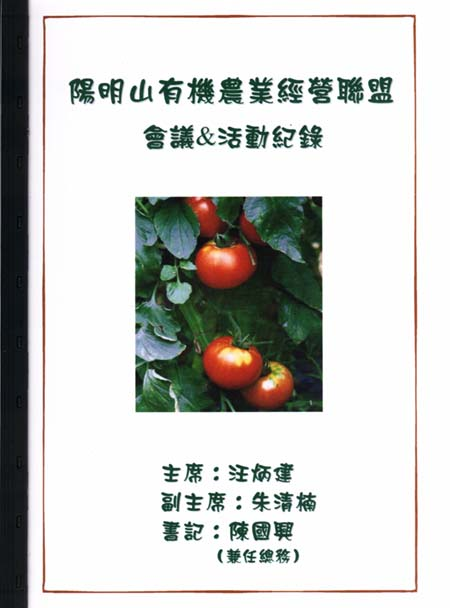 陽明山有機農業經營聯盟
會議&活動紀錄
主席：汪炳建
副主席：朱清楠
書記：陳國興
（兼任總務）